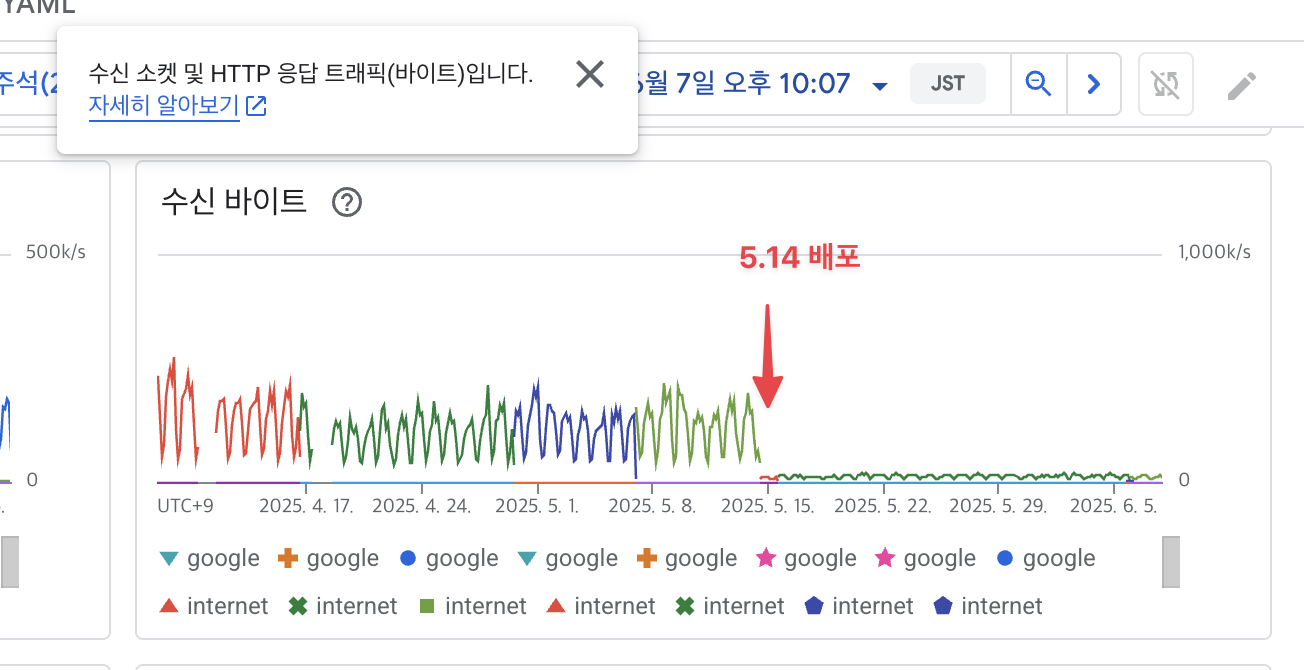 YAML
수신 소켓 및 HTTP 응답 트래픽(바이트)입니다.
자세히 알아보기
주석(2
6월 7일 오후 10:07
JST
수신 바이트
500k/s
5.14 배포
1,000k/s
0
0
UTC+9 2025. 4. 17. 2025. 4. 24. 2025. 5. 1. 2025. 5. 8. 2025. 5. 15. 2025. 5. 22. 2025. 5. 29. 2025. 6. 5.
google google google google google google google google
internet internet internet internet internet internet internet